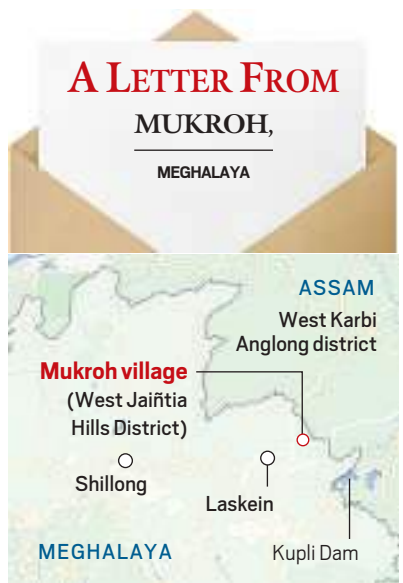 A LETTER FROM
MUKROH,
MEGHALAYA
ASSAM
West Karbi
Anglong district
Mukroh village
(West Jaiñtia
Hills District)
Shillong
Laskein
MEGHALAYA
Kupli Dam